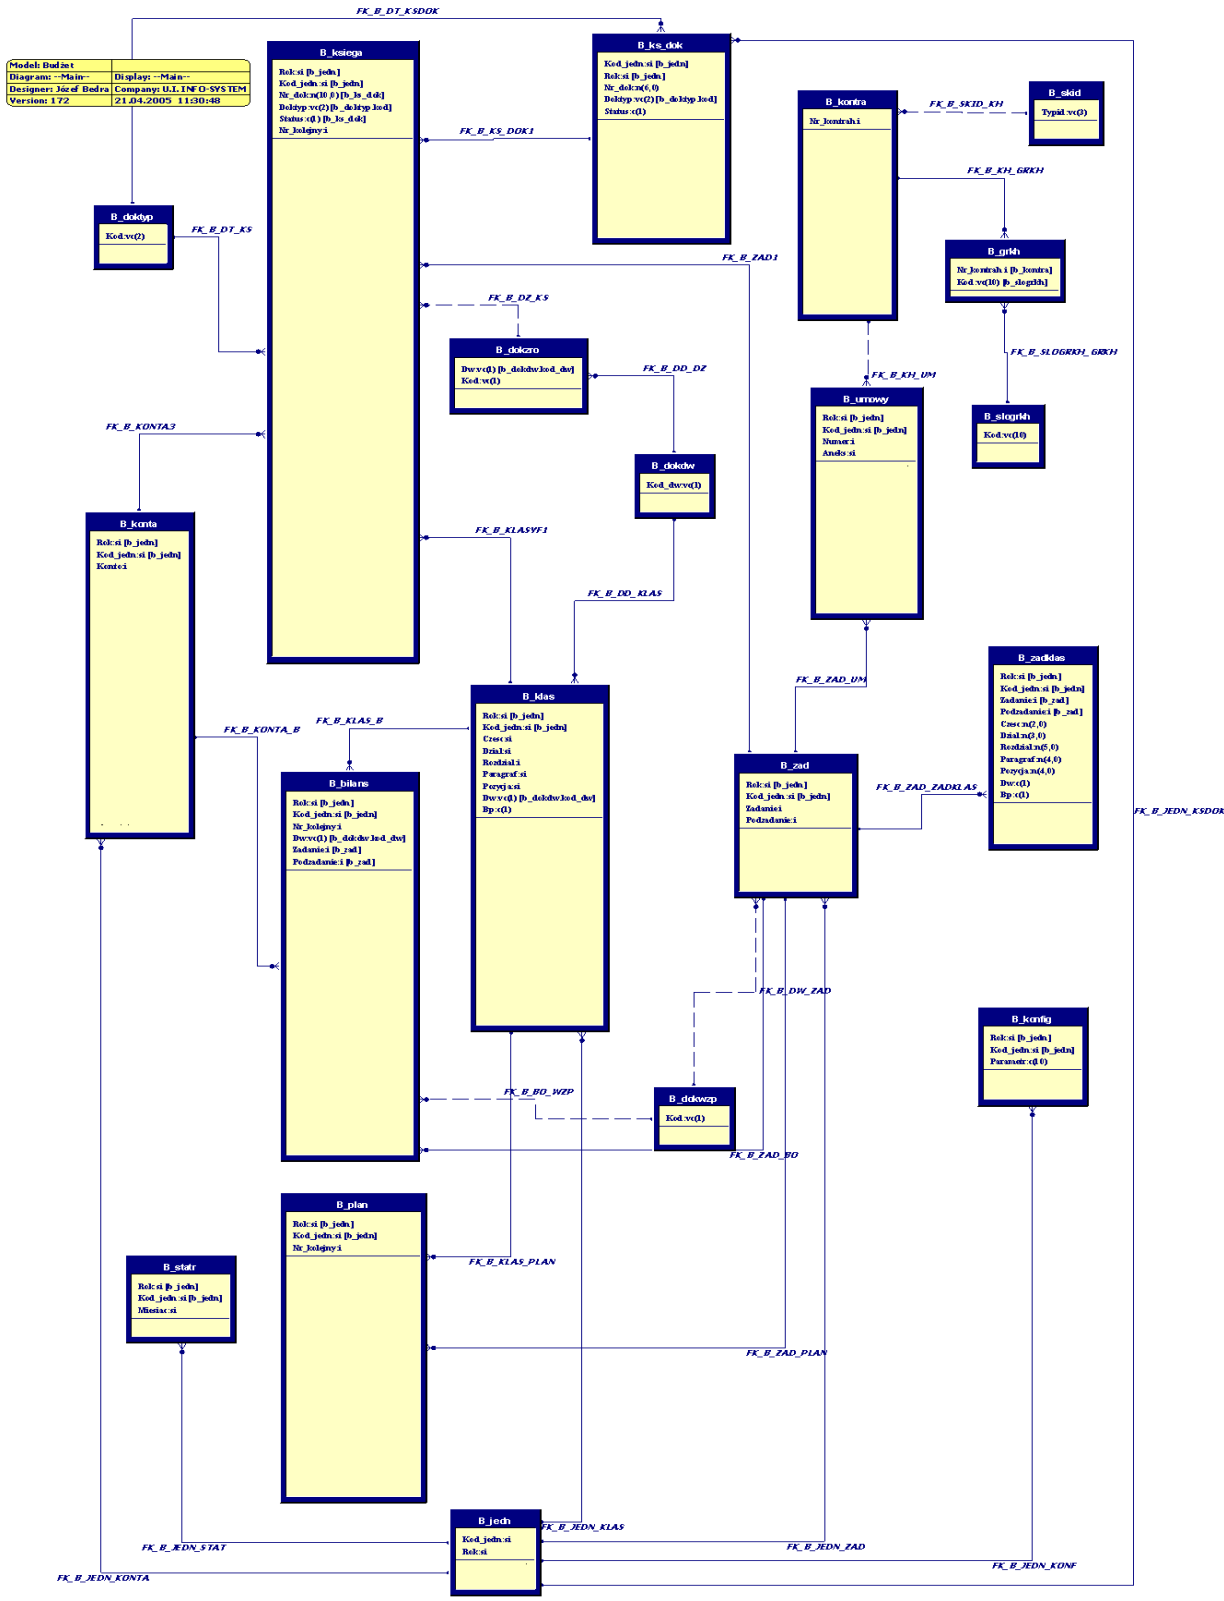 FK_B_DT_KSDOK
Model: Budżet
Diagram: --Main-- Display: --Main--
Designer: Józef Bedra Company: U.I. INFO-SYSTEM
Version: 172 21.04.2005 11:30:48
B_ksiega
Rok:si [b_jedn]
Kod_jedn.:si [b_jedn]
Nr_dok:n(10,0) [b_ks_dok]
Doktyp:vc(2) [b_doktyp.kod]
Status:c(1) [b_ks_dok]
Nr_kolejny:i
B_ks_dok
Kod_jedn:si [b_jedn]
Rok:si [b_jedn]
Nr_dok:n(6,0)
Doktyp:vc(2) [b_doktyp.kod]
Status:c(1)
B_kontra
Nr_kontrah:i
FK_B_SKID_KH
B_skid
Typid:vc(3)
FK_B_KS_DOK1
FK_B_KH_GRKH
B_doktyp
Kod:vc(2)
FK_B_DT_KS
FK_B_ZAD1
B_grkh
Nr_kontrah:i [b_kontra]
Kod:vc(10) [b_slogrkh]
FK_B_DZ_KS
B_dokzro
Dw:vc(1) [b_dokdw.kod_dw]
Kod:vc(1)
FK_B_DD_DZ
FK_B_KH_UM
FK_B_SLOGRKH_GRKH
B_umowy
Rok:si [b_jedn]
Kod_jedn:si [b_jedn]
Numer:i
Aneks:si
B_slogrkh
Kod:vc(10)
FK_B_KONTA3
B_dokdw
Kod_dw:vc(1)
B_konta
Rok:si [b_jedn]
Kod_jedn:si [b_jedn]
Konto:i
FK_B_KLASYF1
FK_B_DD_KLAS
FK_B_ZAD_UM
B_zadklas
Rok:si [b_jedn]
Kod_jedn:si [b_jedn]
Zadanie:i [b_zad]
Podzadanie:i [b_zad]
Czesc:n(2,0)
Dzial:n(3,0)
Rozdzial:n(5,0)
Paragraf:n(4,0)
Pozycja:n(4,0)
Dw:c(1)
Bp:c(1)
B_klas
Rok:si [b_jedn]
Kod_jedn:si [b_jedn]
Czesc:si
Dzial:si
Rozdzial:i
Paragraf:si
Pozycja:si
Dw:vc(1) [b_dokdw.kod_dw]
Bp:c(1)
FK_B_KONTA_B
FK_B_KLAS_B
B_bilans
Rok:si [b_jedn]
Kod_jedn:si [b_jedn]
Nr_kolejny:i
Dw:vc(1) [b_dokdw.kod_dw]
Zadanie:i [b_zad]
Podzadanie:i [b_zad]
B_zad
Rok:si [b_jedn]
Kod_jedn.:si [b_jedn]
Zadanie:i
Podzadanie:i
FK_B_ZAD_ZADKLAS
FK_B_JEDN_KSDOK
FK_B_DW_ZAD
B_konfig
Rok:si [b_jedn]
Kod_jedn:si [b_jedn]
Parametr:c(10)
FK_B_BO_WZP
B_dokwzp
Kod:vc(1)
FK_B_ZAD_BO
B_plan
Rok:si [b_jedn]
Kod_jedn:si [b_jedn]
Nr_kolejny:i
FK_B_KLAS_PLAN
B_statr
Rok:si [b_jedn]
Kod_jedn.:si [b_jedn]
Miesiac:si
FK_B_ZAD_PLAN
B_jedn
Kod_jedn:si
Rok:si
FK_B_JEDN_KLAS
FK_B_JEDN_STAT
FK_B_JEDN_ZAD
FK_B_JEDN_KONF
FK_B_JEDN_KONTA